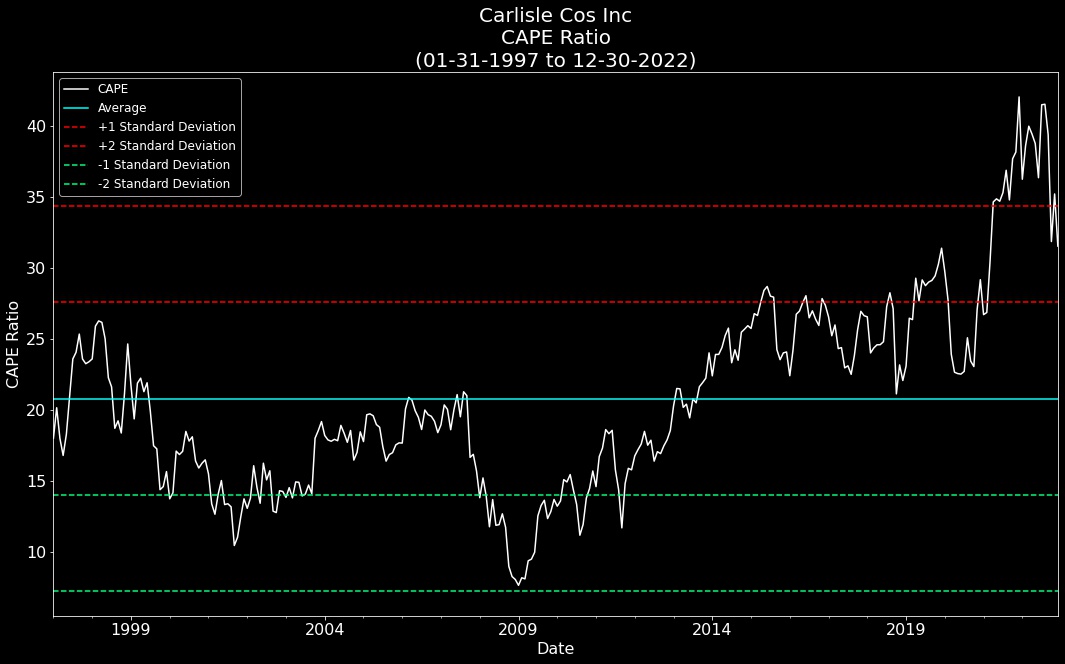 Carlisle Cos Inc
CAPE Ratio
(01-31-1997 to 12-30-2022)
CAPE
Average
+1 Standard Deviation
+2 Standard Deviation
-1 Standard Deviation
-2 Standard Deviation
CAPE Ratio
40
35
30
25
20
15
10
1999
2004
2009
2014
2019
Date